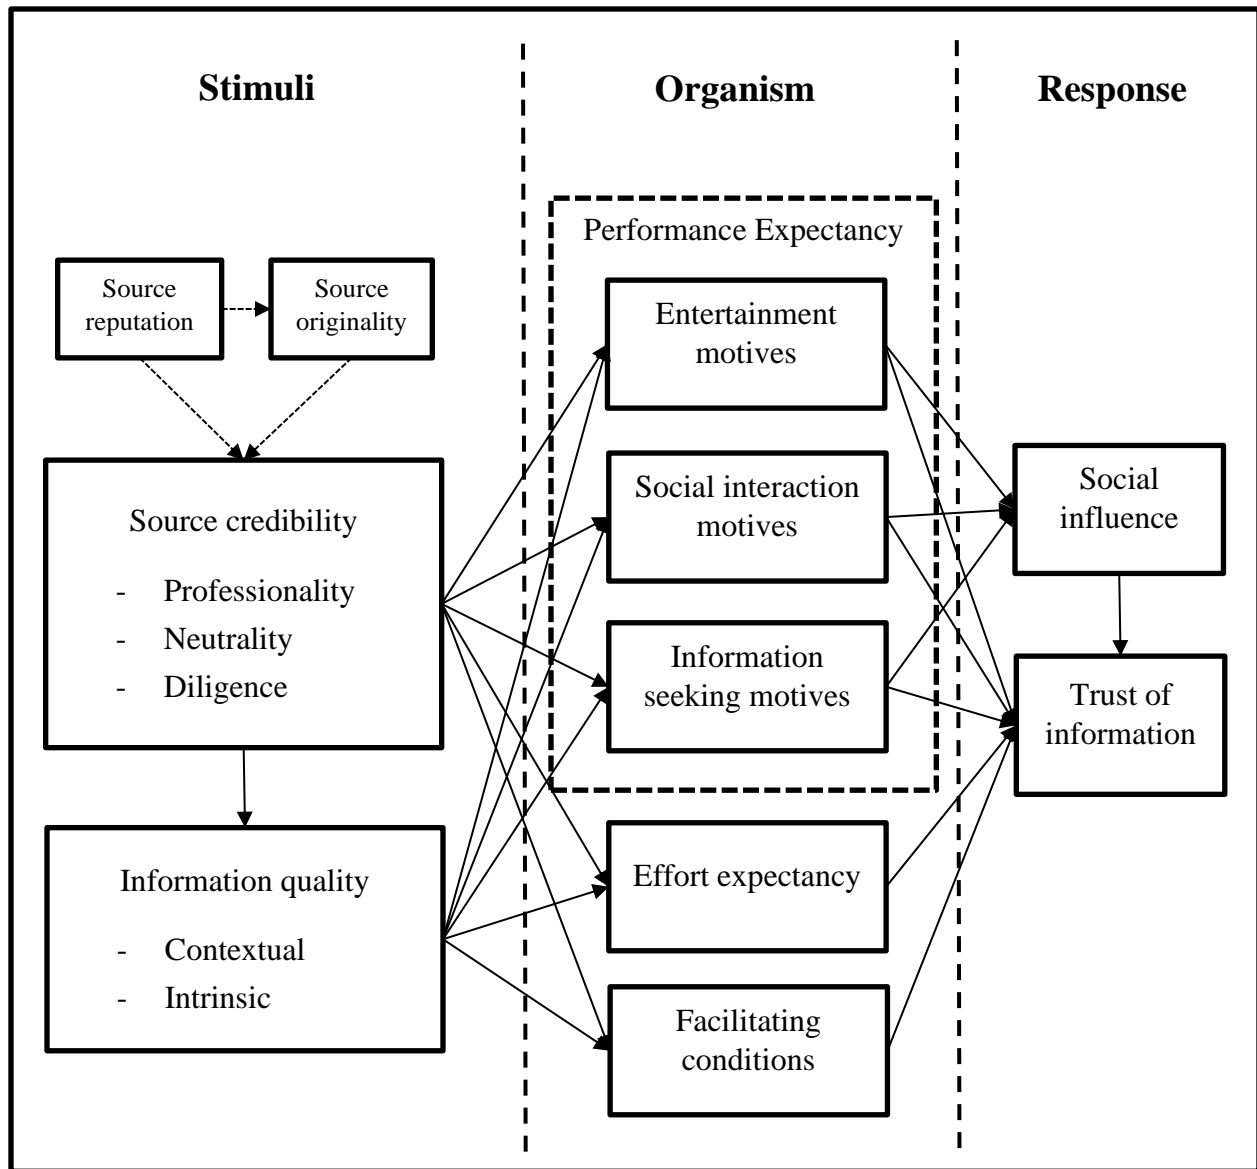 Stimuli
Organism
Response
Performance Expectancy
Source
reputation
Source
originality
Entertainment
motives
Source credibility
- Professionality
- Neutrality
- Diligence
Social interaction
motives
Social
influence
Information
seeking motives
Trust of
information
Information quality
- Contextual
- Intrinsic
Effort expectancy
Facilitating
conditions